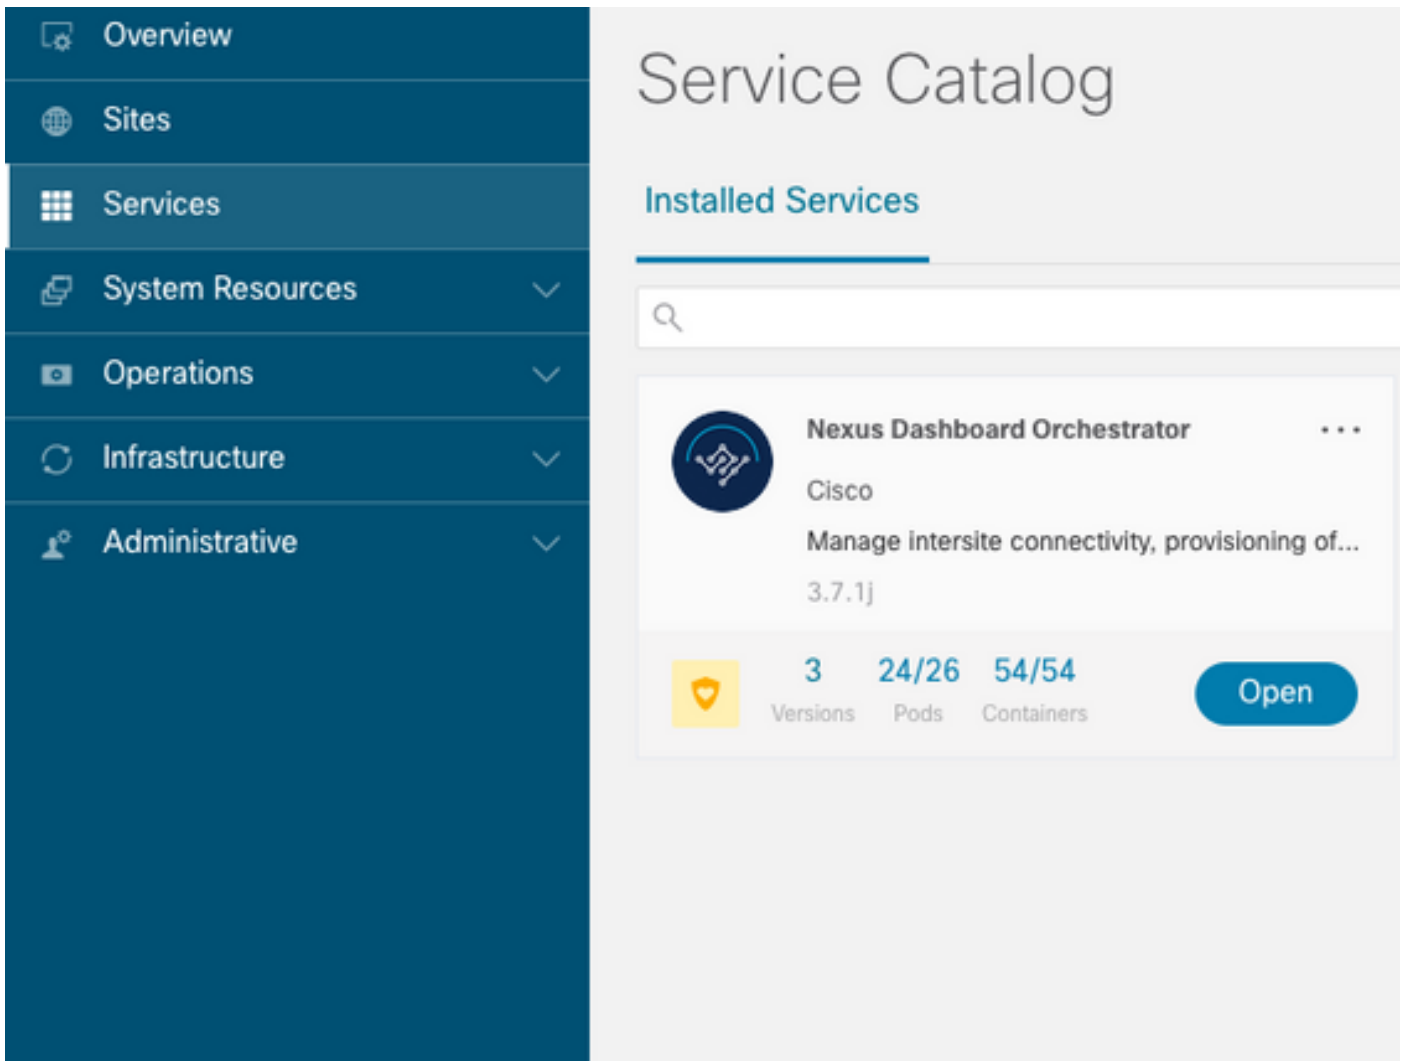 Overview
Sites
Services
System Resources
Operations
Infrastructure
Administrative
Service Catalog
Installed Services
Nexus Dashboard Orchestrator
Cisco
Manage intersite connectivity, provisioning of...
3.7.1j
3 24/26 54/54
Versions Pods Containers
Open